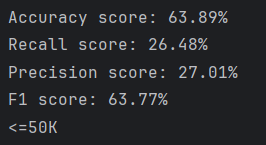 Accuracy score: 63.89%
Recall score: 26.48%
Precision score: 27.01%
F1 score: 63.77%
<=50K